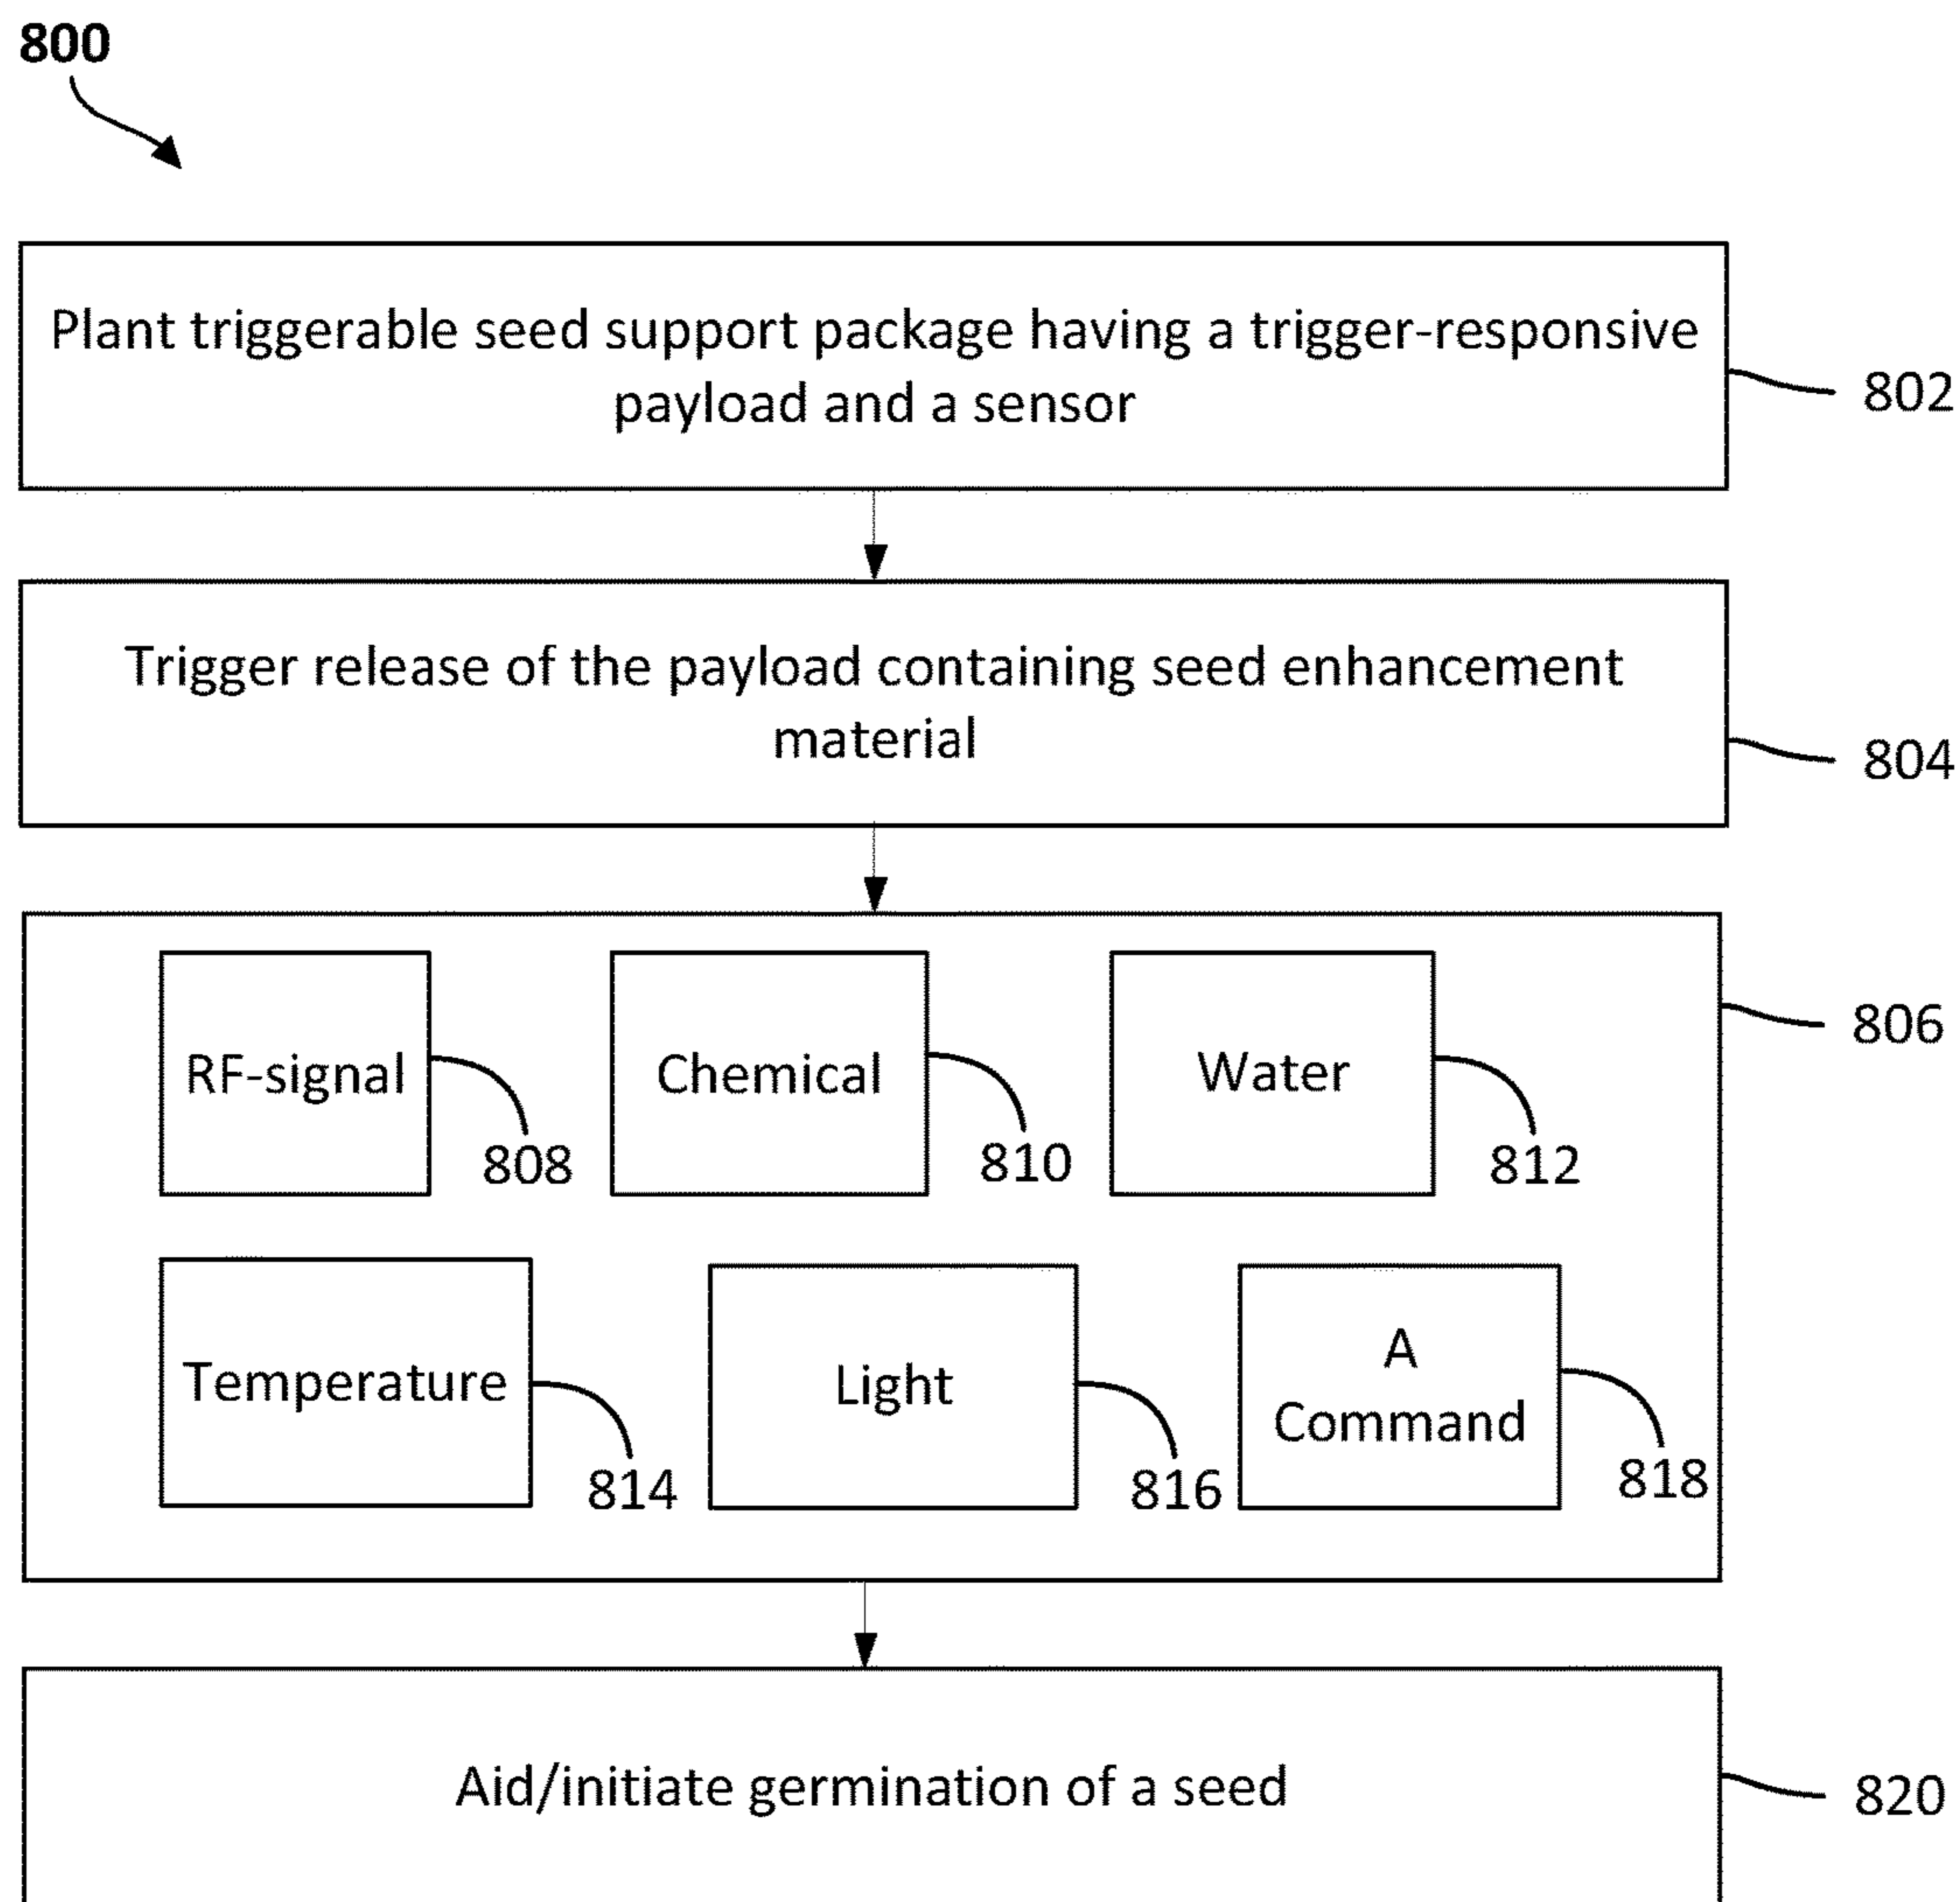 800
Plant triggerable seed support package having a trigger-responsive
payload and a sensor
802
Trigger release of the payload containing seed enhancement
material
804
806
RF-signal
808
Chemical
810
Water
812
Temperature
814
Light
816
A
Command
818
Aid/initiate germination of a seed
820